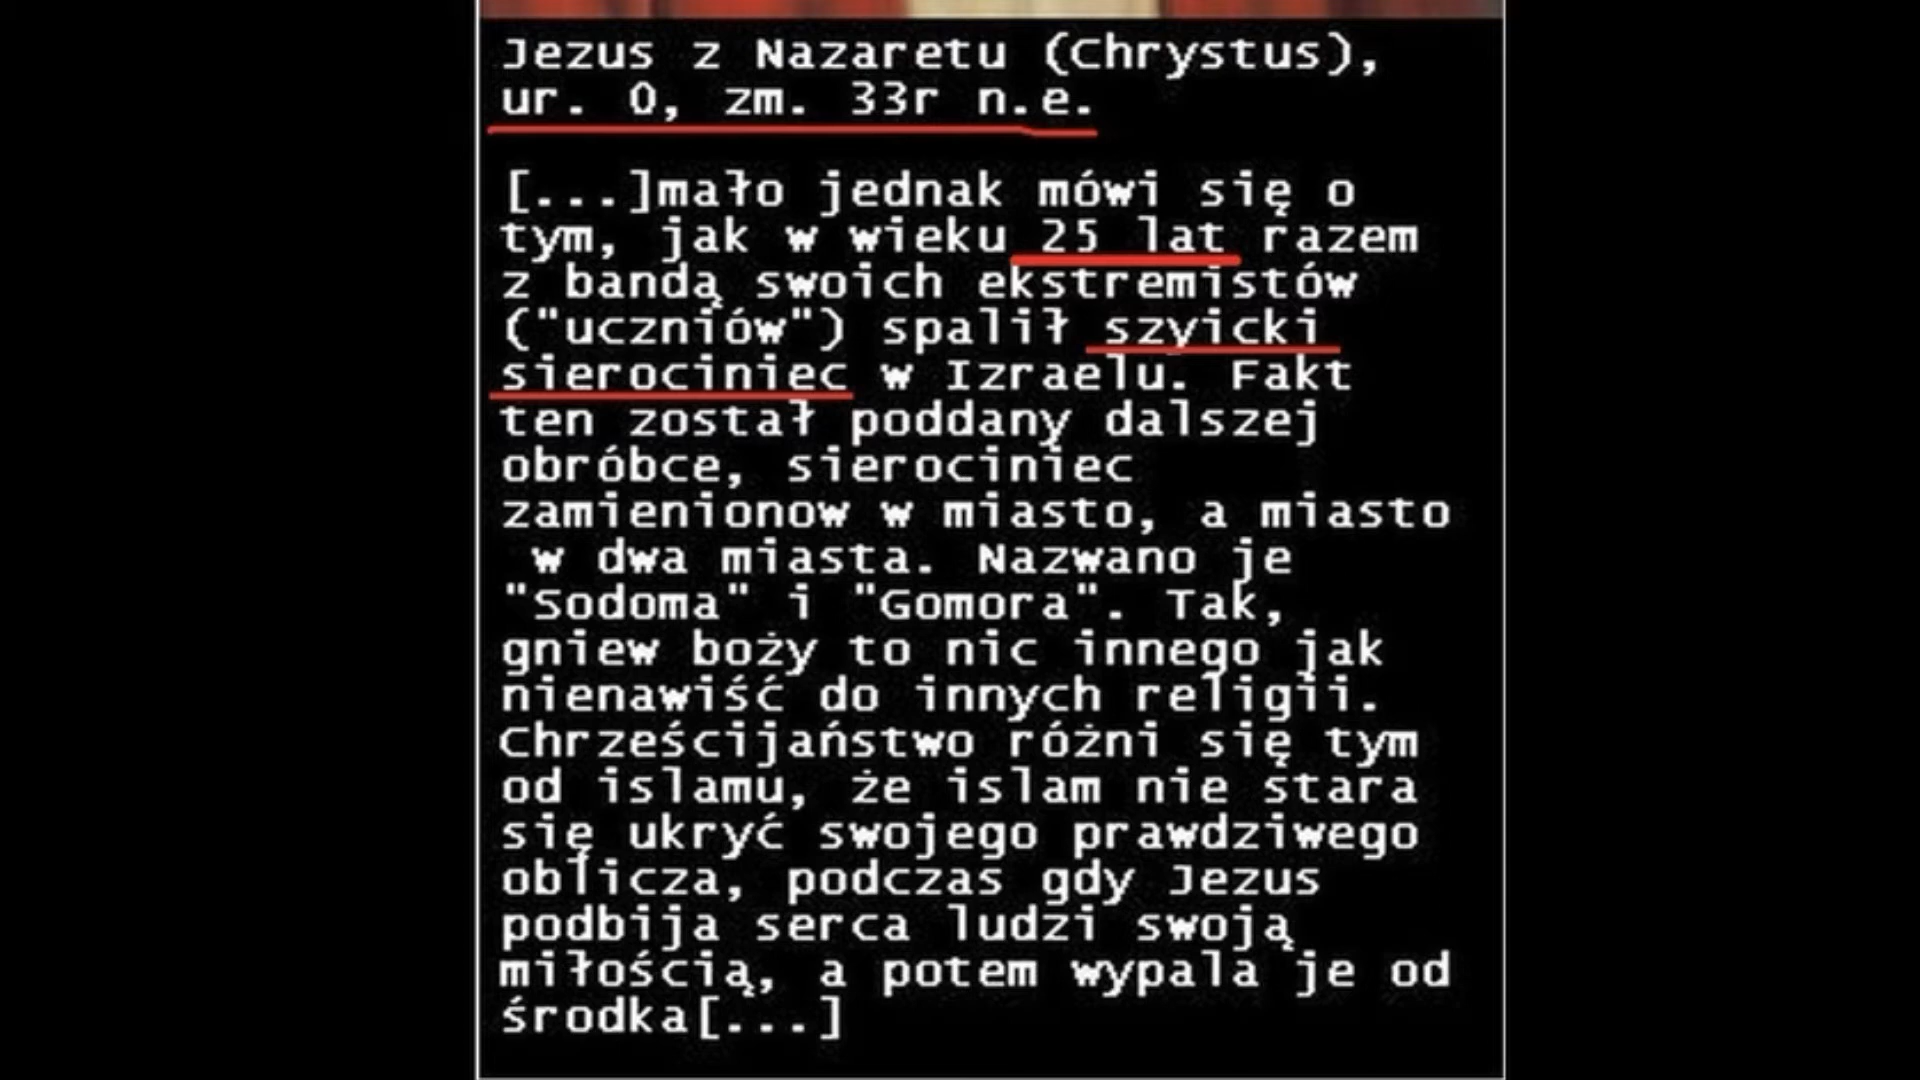 Jezus z Nazaretu (Chrystus),
ur. 0, zm. 33r n.e.
[...]mało jednak mówi się o
tym, jak w wieku 25 lat razem
z bandą swoich ekstremistów
("uczniów") spalił szyicki
sierociniec w Izraelu. Fakt
ten został poddany dalszej
obróbce, sierociniec
zamienionow w miasto, a miasto
w dwa miasta. Nazwano je
"Sodoma" i "Gomora". Tak,
gniew boży to nic innego jak
nienawiść do innych religii.
Chrześcijaństwo różni się tym
od islamu, że islam nie stara
się ukryć swojego prawdziwego
oblicza, podczas gdy Jezus
podbija serca ludzi swoją
miłością, a potem wypala je od
środka[...]